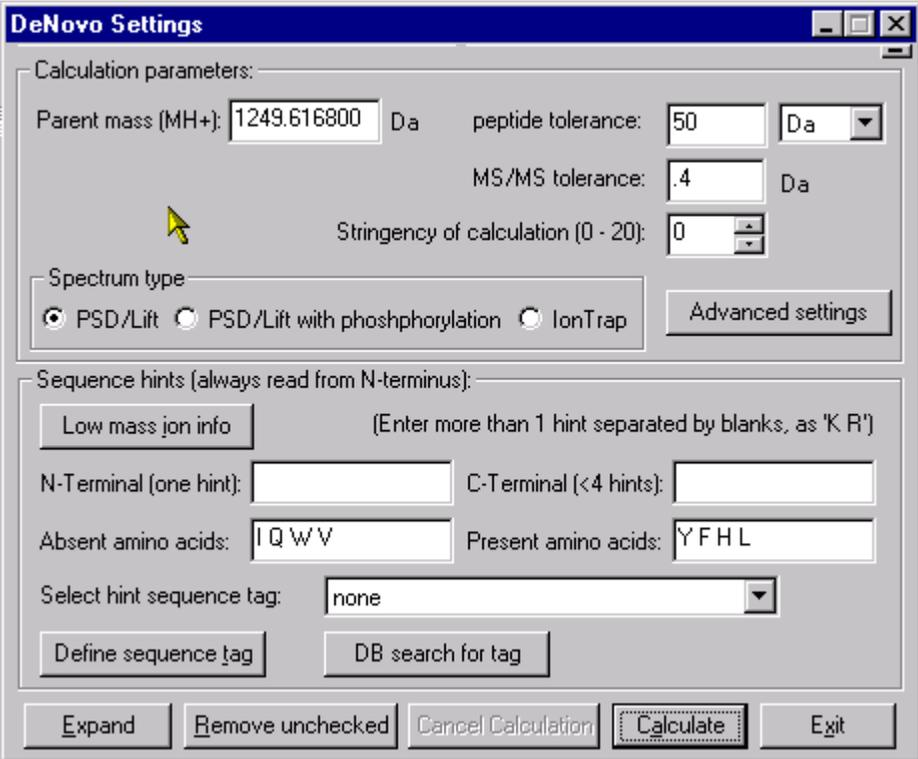 DeNovo Settings
Calculation parameters:
Parent mass (MH+): 1249.616800 Da peptide tolerance: 50 Da
MS/MS tolerance: .4 Da
Stringency of calculation (0 - 20): 0
Spectrum type
PSD/Lift PSD/Lift with phoshphorylation IonTrap Advanced settings
Sequence hints (always read from N-terminus):
Low mass ion info (Enter more than 1 hint separated by blanks, as 'K R')
N-Terminal (one hint): C-Terminal (<4 hints):
Absent amino acids: I Q W V Present amino acids: Y F H L
Select hint sequence tag: none
Define sequence tag DB search for tag
Expand Remove unchecked Cancel Calculation Calculate Exit